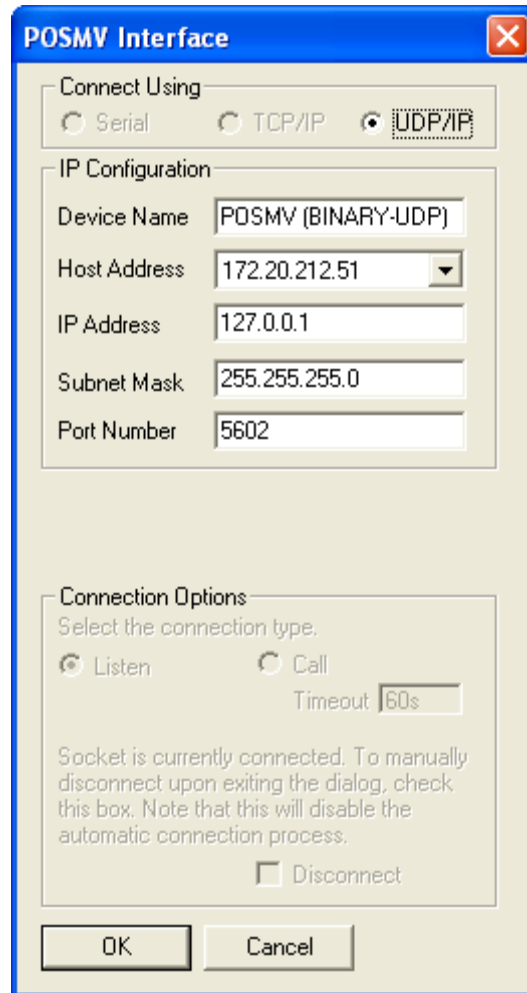 POSMV Interface
Connect Using
Serial TCP/IP UDP/IP
IP Configuration
Device Name POSMV (BINARY-UDP)
Host Address 172.20.212.51
IP Address 127.0.0.1
Subnet Mask 255.255.255.0
Port Number 5602
Connection Options
Select the connection type.
Listen Call
Timeout 60s
Socket is currently connected. To manually
disconnect upon exiting the dialog, check
this box. Note that this will disable the
automatic connection process.
Disconnect
OK Cancel